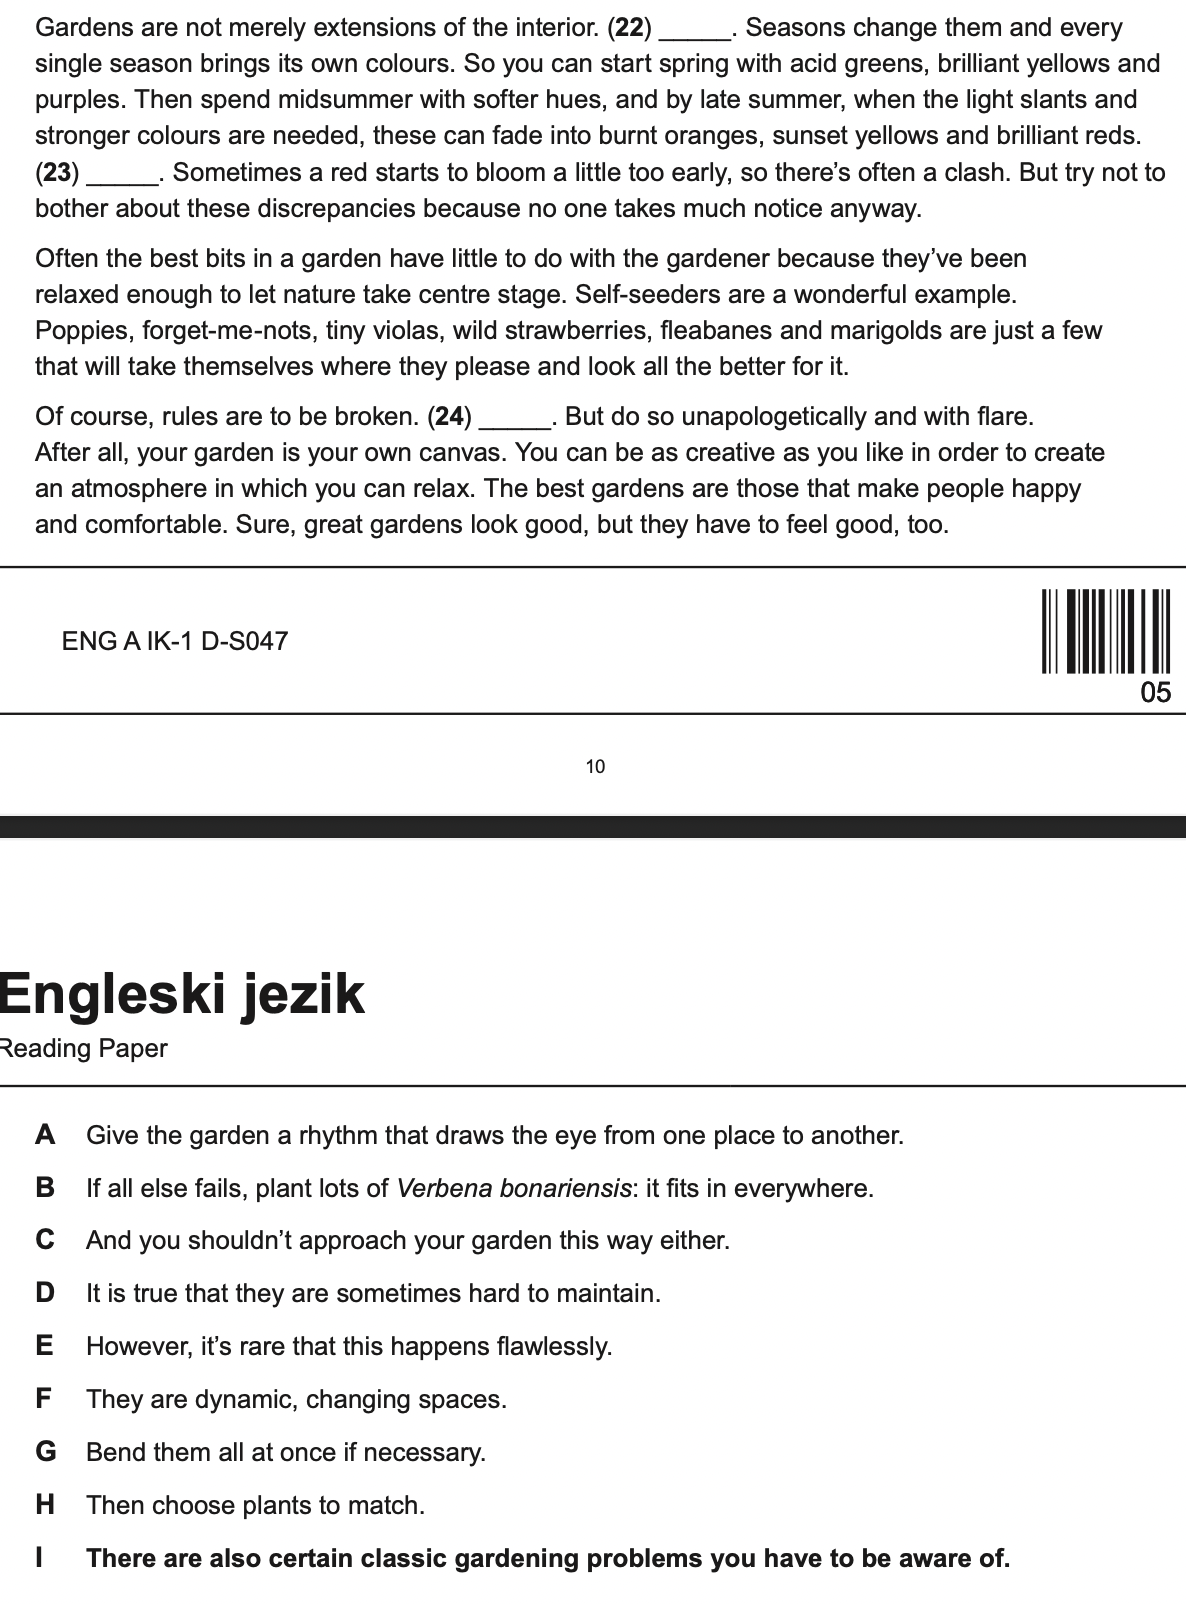 Gardens are not merely extensions of the interior. (22) _____. Seasons change them and every
single season brings its own colours. So you can start spring with acid greens, brilliant yellows and
purples. Then spend midsummer with softer hues, and by late summer, when the light slants and
stronger colours are needed, these can fade into burnt oranges, sunset yellows and brilliant reds.
(23) _____. Sometimes a red starts to bloom a little too early, so there’s often a clash. But try not to
bother about these discrepancies because no one takes much notice anyway.
Often the best bits in a garden have little to do with the gardener because they’ve been
relaxed enough to let nature take centre stage. Self-seeders are a wonderful example.
Poppies, forget-me-nots, tiny violas, wild strawberries, fleabanes and marigolds are just a few
that will take themselves where they please and look all the better for it.
Of course, rules are to be broken. (24) _____. But do so unapologetically and with flare.
After all, your garden is your own canvas. You can be as creative as you like in order to create
an atmosphere in which you can relax. The best gardens are those that make people happy
and comfortable. Sure, great gardens look good, but they have to feel good, too.
ENG A IK-1 D-S047
05
10
Engleski jezik
Reading Paper
A Give the garden a rhythm that draws the eye from one place to another.
B If all else fails, plant lots of Verbena bonariensis: it fits in everywhere.
C And you shouldn’t approach your garden this way either.
D It is true that they are sometimes hard to maintain.
E However, it’s rare that this happens flawlessly.
F They are dynamic, changing spaces.
G Bend them all at once if necessary.
H Then choose plants to match.
I There are also certain classic gardening problems you have to be aware of.